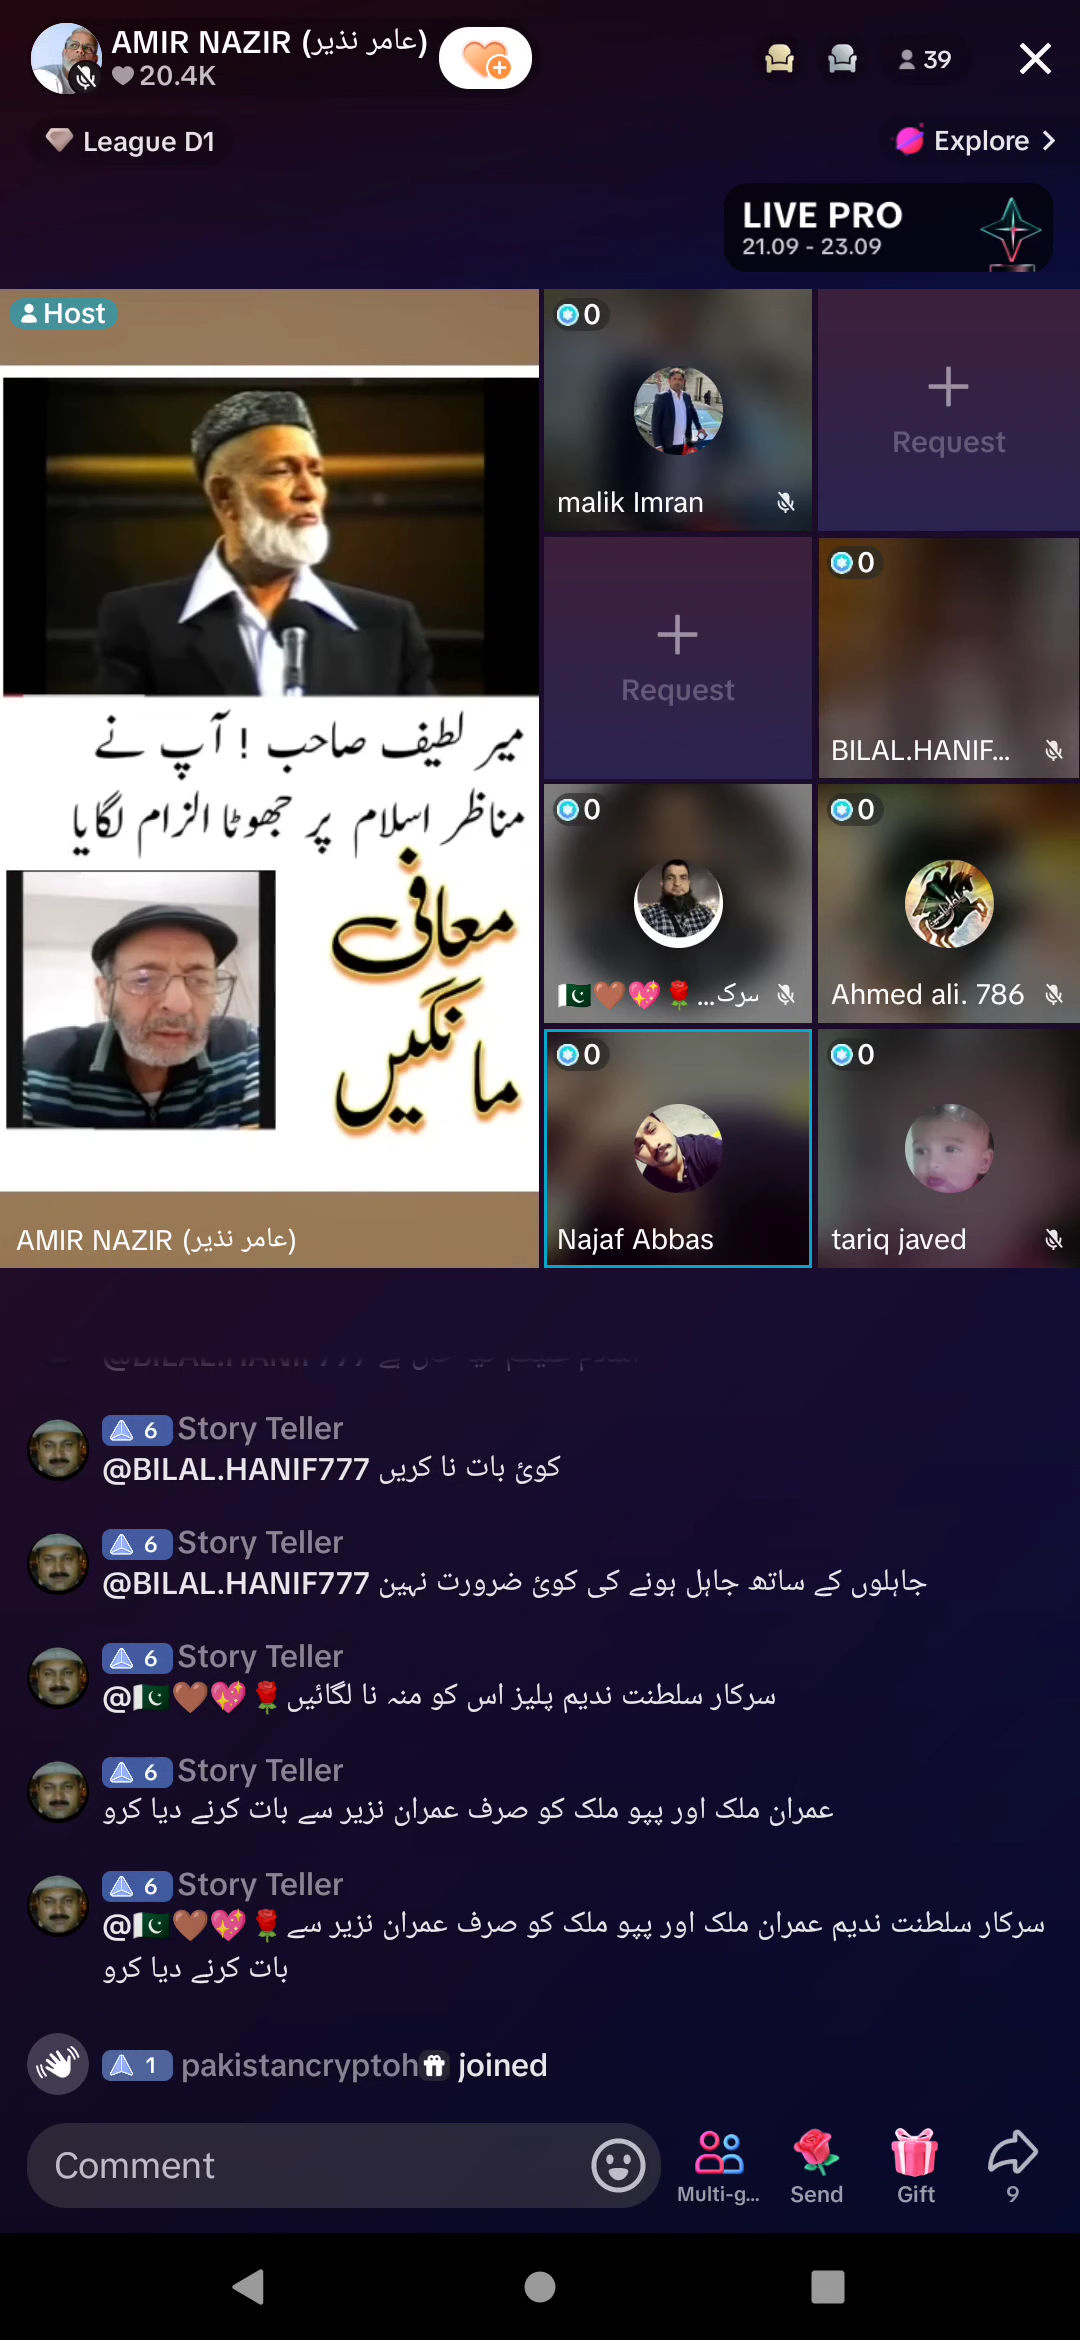 AMIR NAZIR (عامر نذیر)
20.4K
39
League D1
Explore
LIVE PRO
21.09 - 23.09
Host
میر لطیف صاحب ! آپ نے
مناظر اسلام پر جھوٹا الزام لگایا
معافی
مانگیں
AMIR NAZIR (عامر نذیر)
0
malik Imran
Request
Request
0
BILAL.HANIF...
0
سرک...
0
Ahmed ali. 786
0
Najaf Abbas
0
tariq javed
@BILAL.HANIF777
6 Story Teller
@BILAL.HANIF777 کوئ بات نا کریں
6 Story Teller
@BILAL.HANIF777 جاہلوں کے ساتھ جاہل ہونے کی کوئ ضرورت نہین
6 Story Teller
@🇵🇰🤎💖🌹سرکار سلطنت ندیم پلیز اس کو منہ نا لگائیں
6 Story Teller
عمران ملک اور پپو ملک کو صرف عمران نزیر سے بات کرنے دیا کرو
6 Story Teller
@🇵🇰🤎💖🌹سرکار سلطنت ندیم عمران ملک اور پپو ملک کو صرف عمران نزیر سے
بات کرنے دیا کرو
1 pakistancryptoh joined
Comment
Multi-g...
Send
Gift
9